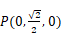 P(0, √2/2, 0)